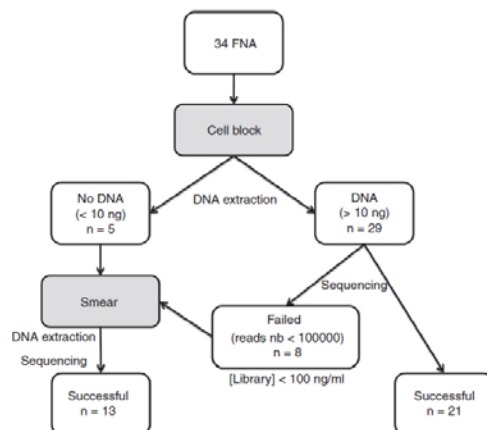 34 FNA
Cell block
DNA extraction
No DNA
(< 10 ng)
n = 5
DNA
(> 10 ng)
n = 29
Sequencing
Smear
Failed
(reads nb < 100000)
n = 8
[Library] < 100 ng/ml
DNA extraction
Sequencing
Successful
n = 13
Successful
n = 21